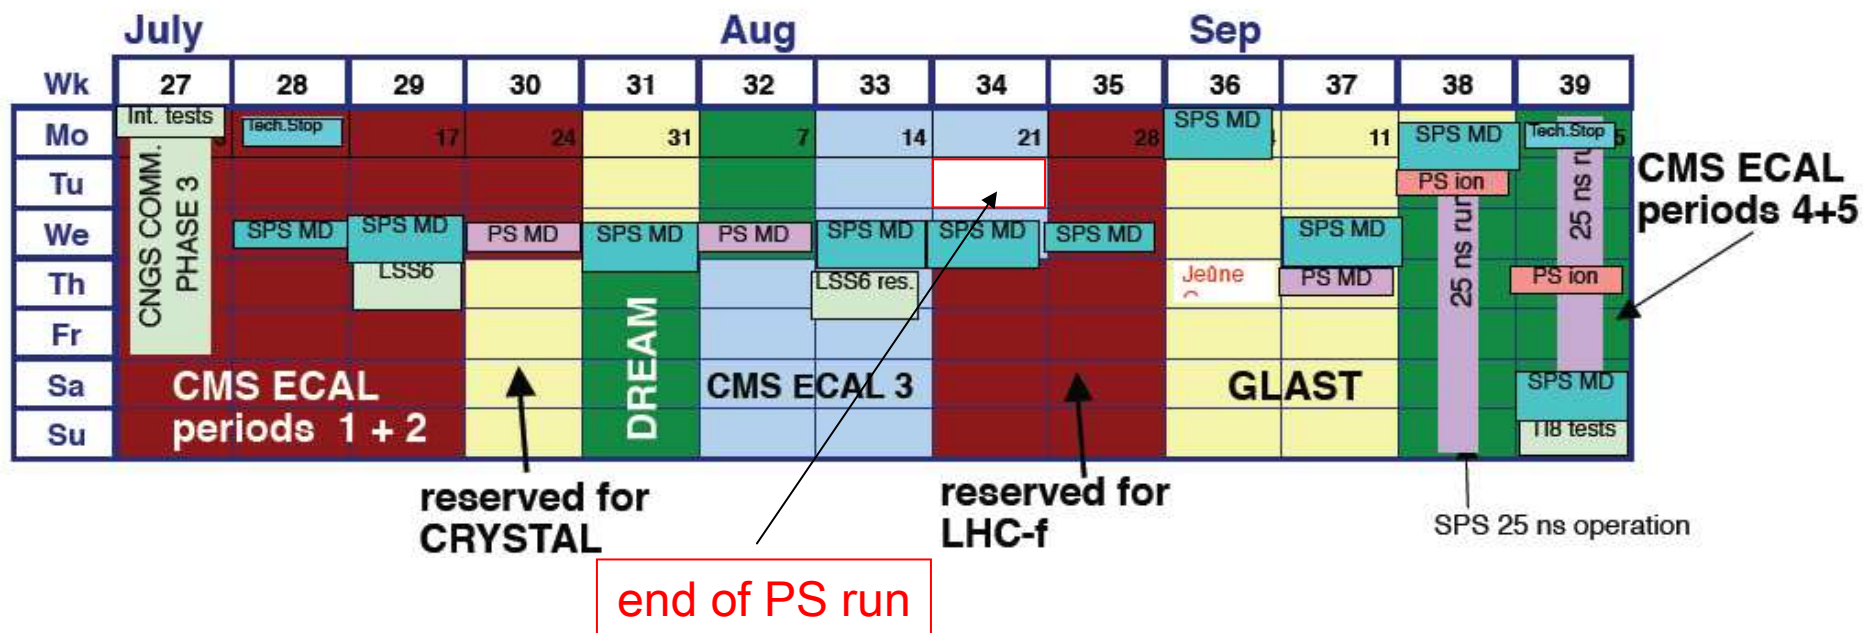 July Aug Sep
Wk 27 28 29 30 31 32 33 34 35 36 37 38 39
Mo Int. tests Tech.Stop 17 24 31 7 14 21 28 SPS MD 11 SPS MD Tech.Stop 5
Tu PS ion
We SPS MD SPS MD PS MD SPS MD PS MD SPS MD SPS MD SPS MD SPS MD
Th LSS6 LSS6 res. Jeûne PS MD PS ion
Fr
Sa SPS MD
Su TI8 tests
CNGS COMM.
PHASE 3
CMS ECAL
periods 1 + 2
DREAM
CMS ECAL 3
GLAST
25 ns run
25 ns ru
CMS ECAL
periods 4+5
reserved for
CRYSTAL
reserved for
LHC-f
SPS 25 ns operation
end of PS run